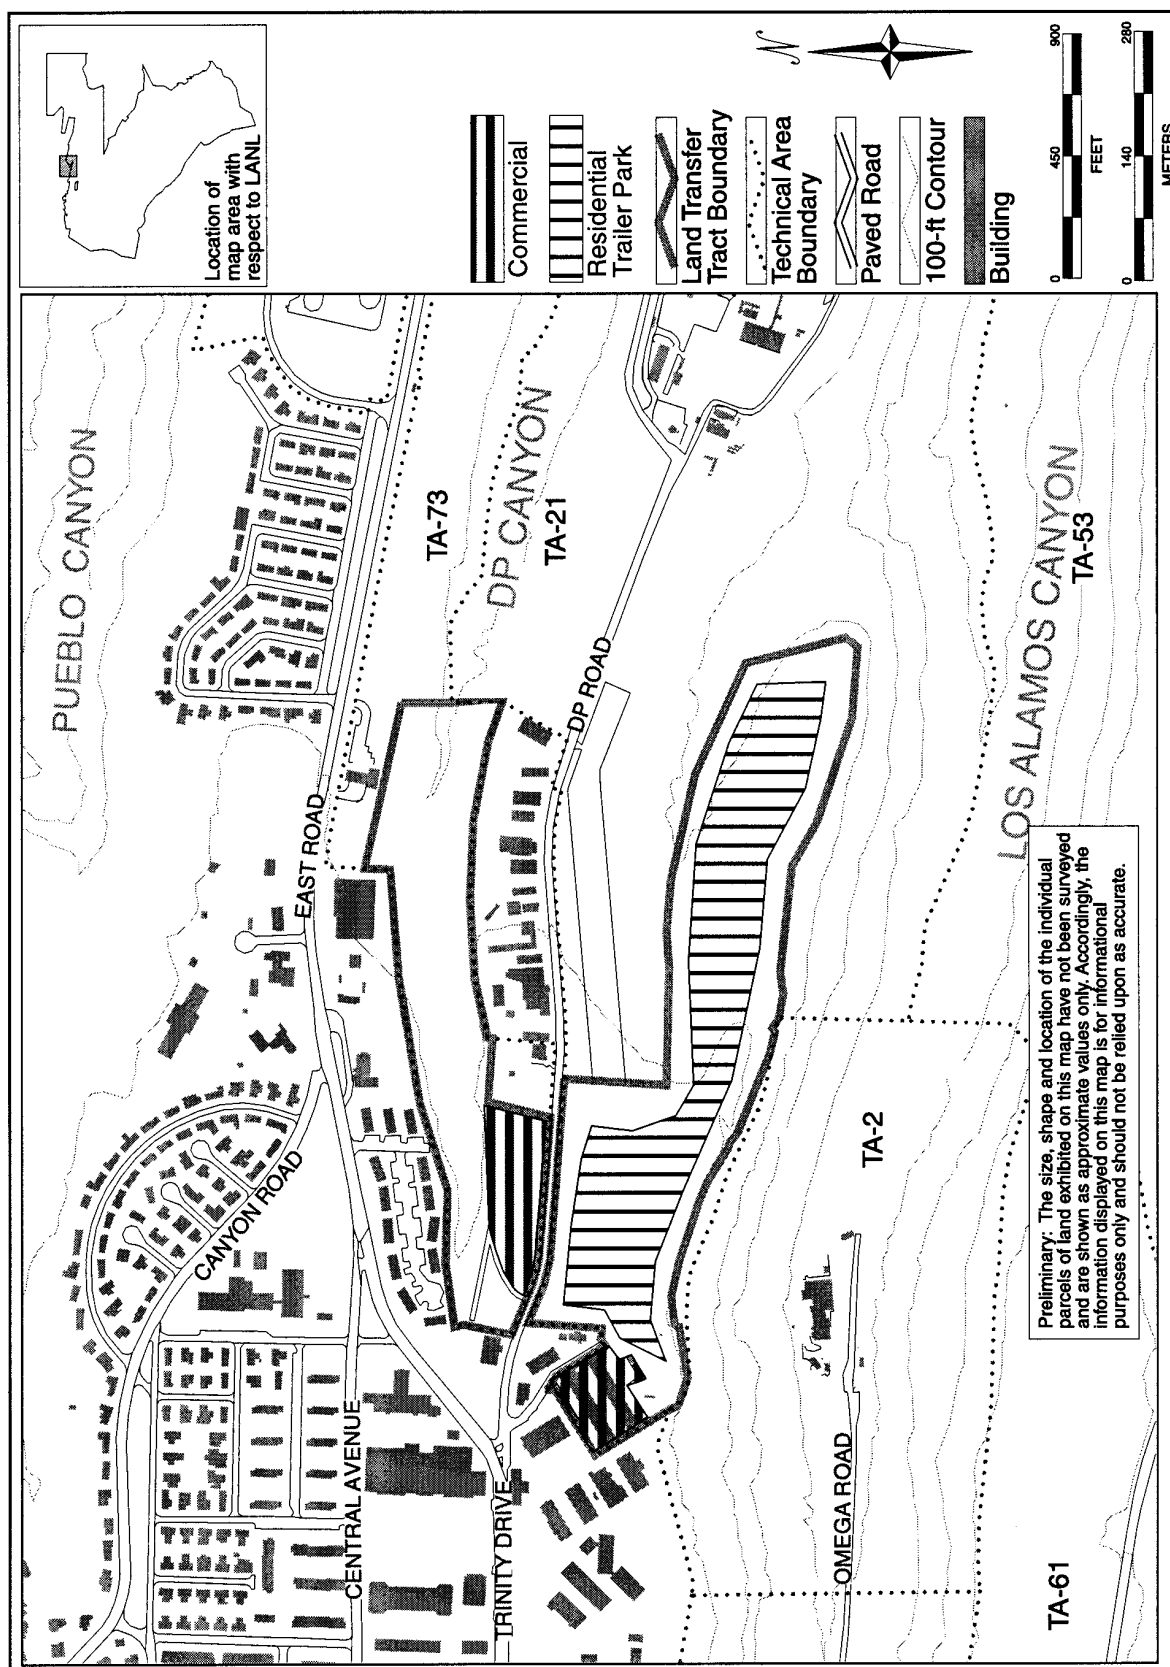 PUEBLO CANYON
EAST ROAD
CANYON ROAD
CENTRAL AVENUE
TRINITY DRIVE
TA-73
DP CANYON
TA-21
DP ROAD
TA-2
OMEGA ROAD
TA-61
LOS ALAMOS CANYON
TA-53
Preliminary: The size, shape and location of the individual
parcels of land exhibited on this map have not been surveyed
and are shown as approximate values only. Accordingly, the
information displayed on this map is for informational
purposes only and should not be relied upon as accurate.
Location of
map area with
respect to LANL
Commercial
Residential
Trailer Park
Land Transfer
Tract Boundary
Technical Area
Boundary
Paved Road
100-ft Contour
Building
N
0 450 900
FEET
0 140 280
METERS